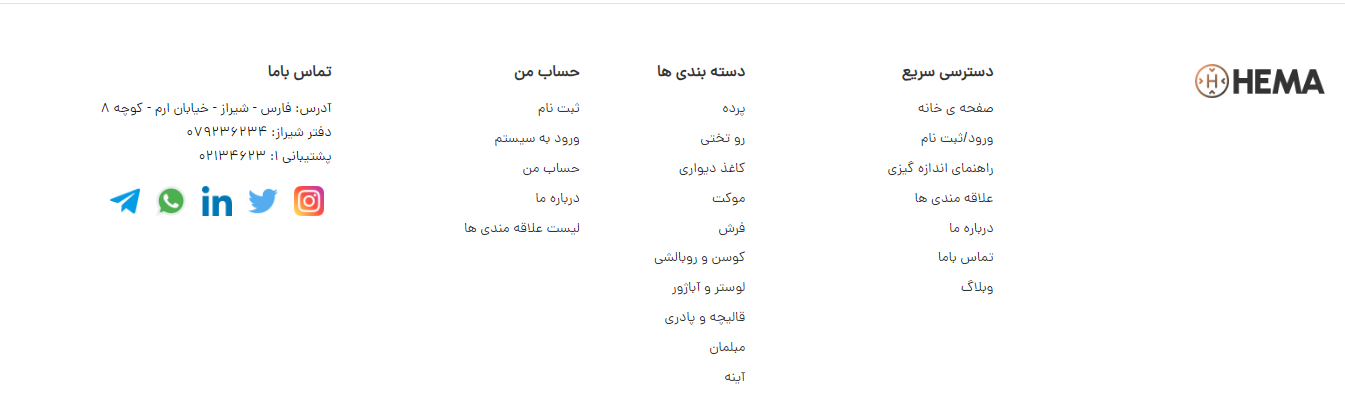 HEMA
دسترسی سریع
صفحه ی خانه
ورود/ثبت نام
راهنمای اندازه گیزی
علاقه مندی ها
درباره ما
تماس باما
وبلاگ
دسته بندی ها
پرده
رو تختی
کاغذ دیواری
موکت
فرش
کوسن و روبالشی
لوستر و آباژور
قالیچه و پادری
مبلمان
آینه
حساب من
ثبت نام
ورود به سیستم
حساب من
درباره ما
لیست علاقه مندی ها
تماس باما
آدرس: فارس - شیراز - خیابان ارم - کوچه ۸
دفتر شیراز: ۰۷۹۲۳۶۲۳۴
پشتیبانی ۱: ۰۲۱۳۴۶۲۳